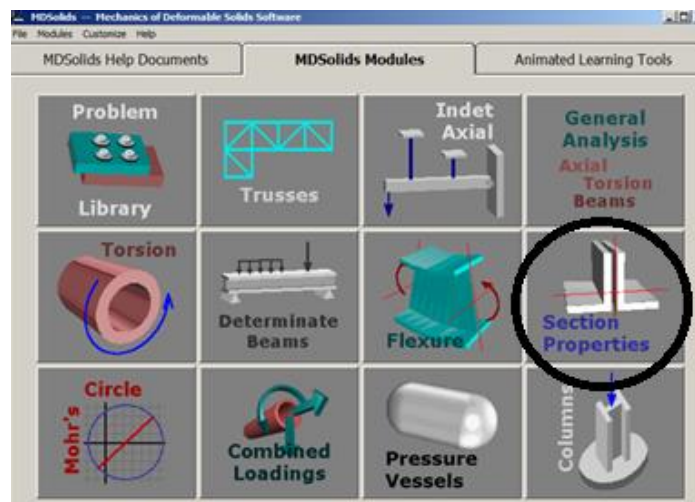 MDSolids -- Mechanics of Deformable Solids Software
File Modules Customize Help
MDSolids Help Documents
MDSolids Modules
Animated Learning Tools
Problem
Library
Trusses
Indet
Axial
General
Analysis
Axial
Torsion
Beams
Torsion
Determinate
Beams
Flexure
Section
Properties
Mohr's
Circle
Combined
Loadings
Pressure
Vessels
Columns